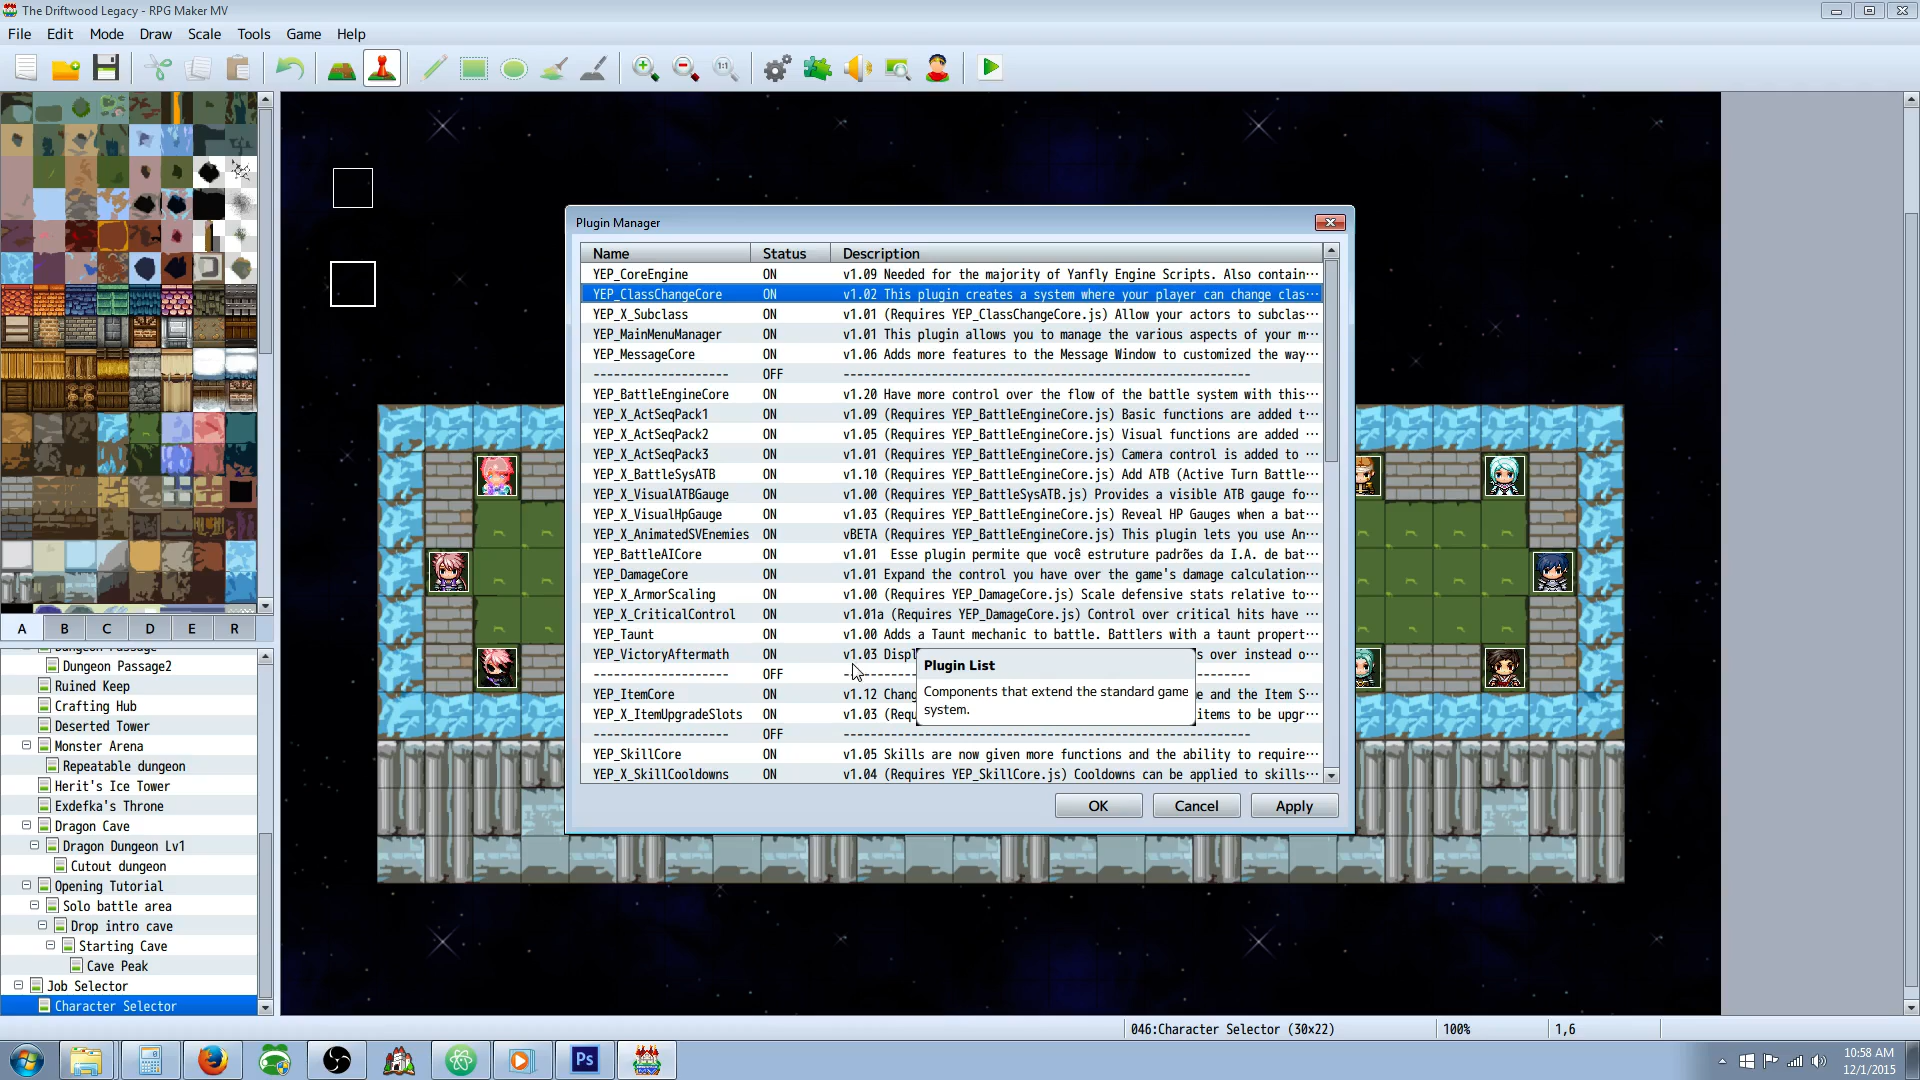 The Driftwood Legacy - RPG Maker MV
File Edit Mode Draw Scale Tools Game Help
1:1
Plugin Manager
Name Status Description
YEP_CoreEngine ON v1.09 Needed for the majority of Yanfly Engine Scripts. Also contain···
YEP_ClassChangeCore ON v1.02 This plugin creates a system where your player can change clas···
YEP_X_Subclass ON v1.01 (Requires YEP_ClassChangeCore.js) Allow your actors to subclas···
YEP_MainMenuManager ON v1.01 This plugin allows you to manage the various aspects of your m···
YEP_MessageCore ON v1.06 Adds more features to the Message Window to customized the way···
-------------------- OFF ------------------------------------------------------------
YEP_BattleEngineCore ON v1.20 Have more control over the flow of the battle system with this···
YEP_X_ActSeqPack1 ON v1.09 (Requires YEP_BattleEngineCore.js) Basic functions are added t···
YEP_X_ActSeqPack2 ON v1.05 (Requires YEP_BattleEngineCore.js) Visual functions are added ···
YEP_X_ActSeqPack3 ON v1.01 (Requires YEP_BattleEngineCore.js) Camera control is added to ···
YEP_X_BattleSysATB ON v1.10 (Requires YEP_BattleEngineCore.js) Add ATB (Active Turn Battle···
YEP_X_VisualATBGauge ON v1.00 (Requires YEP_BattleSysATB.js) Provides a visible ATB gauge fo···
YEP_X_VisualHpGauge ON v1.03 (Requires YEP_BattleEngineCore.js) Reveal HP Gauges when a bat···
YEP_X_AnimatedSVEnemies ON vBETA (Requires YEP_BattleEngineCore.js) This plugin lets you use An···
YEP_BattleAICore ON v1.01 Esse plugin permite que você estruture padrões da I.A. de bat···
YEP_DamageCore ON v1.01 Expand the control you have over the game's damage calculation···
YEP_X_ArmorScaling ON v1.00 (Requires YEP_DamageCore.js) Scale defensive stats relative to···
YEP_X_CriticalControl ON v1.01a (Requires YEP_DamageCore.js) Control over critical hits have ···
YEP_Taunt ON v1.00 Adds a Taunt mechanic to battle. Battlers with a taunt propert···
YEP_VictoryAftermath ON v1.03 Displ s over instead o···
-------------------- OFF ----------
YEP_ItemCore ON v1.12 Chang e and the Item S···
YEP_X_ItemUpgradeSlots ON v1.03 (Requ items to be upgr···
-------------------- OFF ------------------------------------------------------------
YEP_SkillCore ON v1.05 Skills are now given more functions and the ability to require···
YEP_X_SkillCooldowns ON v1.04 (Requires YEP_SkillCore.js) Cooldowns can be applied to skills···
Plugin List
Components that extend the standard game
system.
OK Cancel Apply
A B C D E R
Dungeon Passage
Dungeon Passage2
Ruined Keep
Crafting Hub
Deserted Tower
Monster Arena
Repeatable dungeon
Herit's Ice Tower
Exdefka's Throne
Dragon Cave
Dragon Dungeon Lv1
Cutout dungeon
Opening Tutorial
Solo battle area
Drop intro cave
Starting Cave
Cave Peak
Job Selector
Character Selector
046:Character Selector (30x22) 100% 1,6
Ps
10:58 AM
12/1/2015